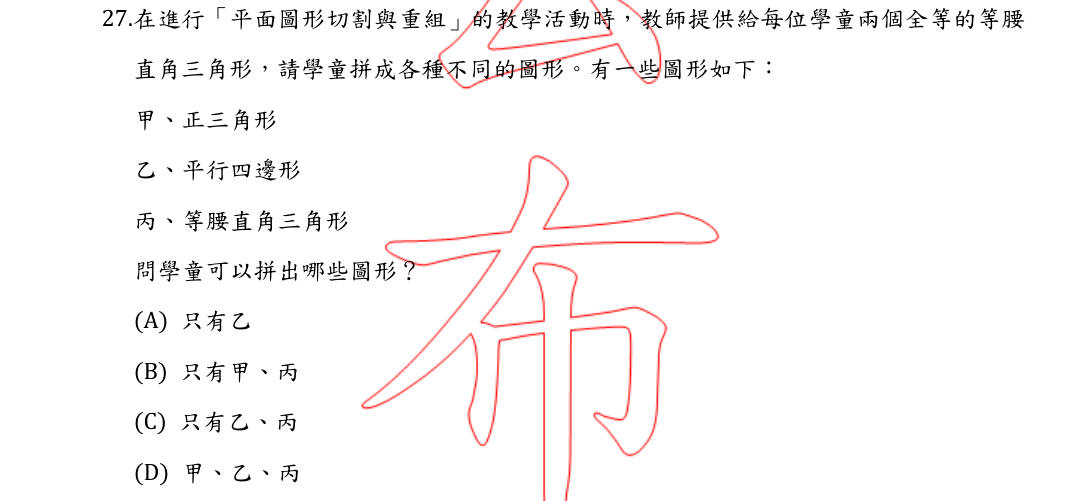 27.在進行「平面圖形切割與重組」的教學活動時，教師提供給每位學童兩個全等的等腰
直角三角形，請學童拼成各種不同的圖形。有一些圖形如下：
甲、正三角形
乙、平行四邊形
丙、等腰直角三角形
問學童可以拼出哪些圖形？
(A) 只有乙
(B) 只有甲、丙
(C) 只有乙、丙
(D) 甲、乙、丙
布